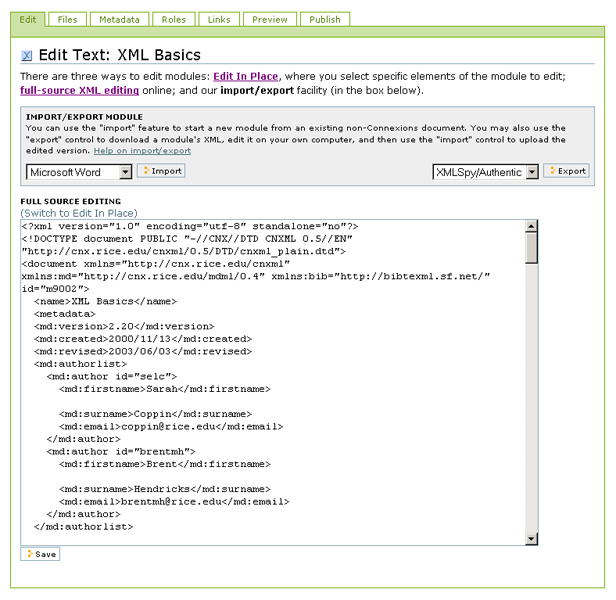 Edit Files Metadata Roles Links Preview Publish
Edit Text: XML Basics
There are three ways to edit modules: Edit In Place, where you select specific elements of the module to edit;
full-source XML editing online; and our import/export facility (in the box below).
IMPORT/EXPORT MODULE
You can use the "import" feature to start a new module from an existing non-Connexions document. You may also use the
"export" control to download a module's XML, edit it on your own computer, and then use the "import" control to upload the
edited version. Help on import/export
Microsoft Word Import XMLSpy/Authentic Export
FULL SOURCE EDITING
(Switch to Edit In Place)
<?xml version="1.0" encoding="utf-8" standalone="no"?>
<!DOCTYPE document PUBLIC "-//CNX//DTD CNXML 0.5//EN"
"http://cnx.rice.edu/cnxml/0.5/DTD/cnxml_plain.dtd">
<document xmlns="http://cnx.rice.edu/cnxml"
xmlns:md="http://cnx.rice.edu/mdml/0.4" xmlns:bib="http://bibtexml.sf.net/"
id="m9002">
<name>XML Basics</name>
<metadata>
<md:version>2.20</md:version>
<md:created>2000/11/13</md:created>
<md:revised>2003/06/03</md:revised>
<md:authorlist>
<md:author id="selc">
<md:firstname>Sarah</md:firstname>
<md:surname>Coppin</md:surname>
<md:email>coppin@rice.edu</md:email>
</md:author>
<md:author id="brentmh">
<md:firstname>Brent</md:firstname>
<md:surname>Hendricks</md:surname>
<md:email>brentmh@rice.edu</md:email>
</md:author>
</md:authorlist>
Save